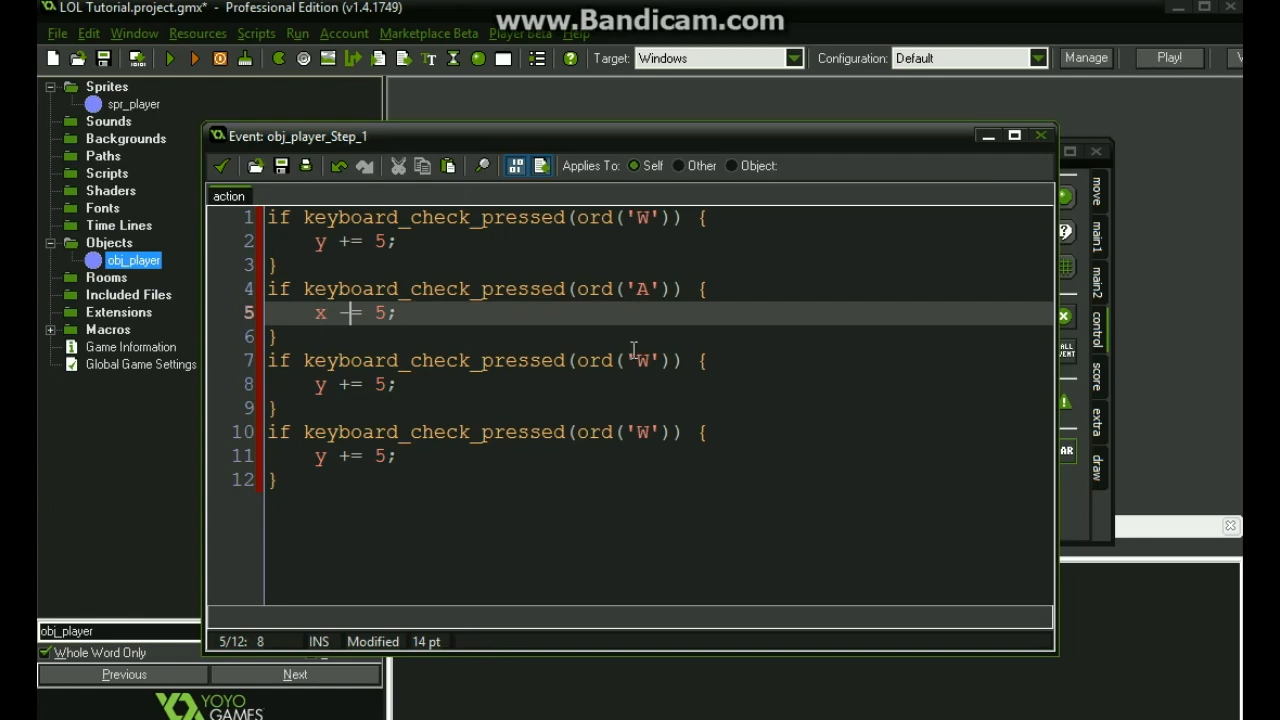 LOL Tutorial.project.gmx* - Professional Edition (v1.4.1749)
www.Bandicam.com
File Edit Window Resources Scripts Run Account Marketplace Beta Player Beta Help
Target: Windows Configuration: Default Manage Play!
Sprites
spr_player
Sounds
Backgrounds
Paths
Scripts
Shaders
Fonts
Time Lines
Objects
obj_player
Rooms
Included Files
Extensions
Macros
Game Information
Global Game Settings
obj_player
Whole Word Only
Previous Next
YOYO
GAMES
Event: obj_player_Step_1
Applies To: Self Other Object:
action
1 if keyboard_check_pressed(ord('W')) {
2 y += 5;
3 }
4 if keyboard_check_pressed(ord('A')) {
5 x -= 5;
6 }
7 if keyboard_check_pressed(ord('W')) {
8 y += 5;
9 }
10 if keyboard_check_pressed(ord('W')) {
11 y += 5;
12 }
5/12: 8 INS Modified 14 pt
move
main1
main2
control
score
extra
draw
ALL
EVENT
AR